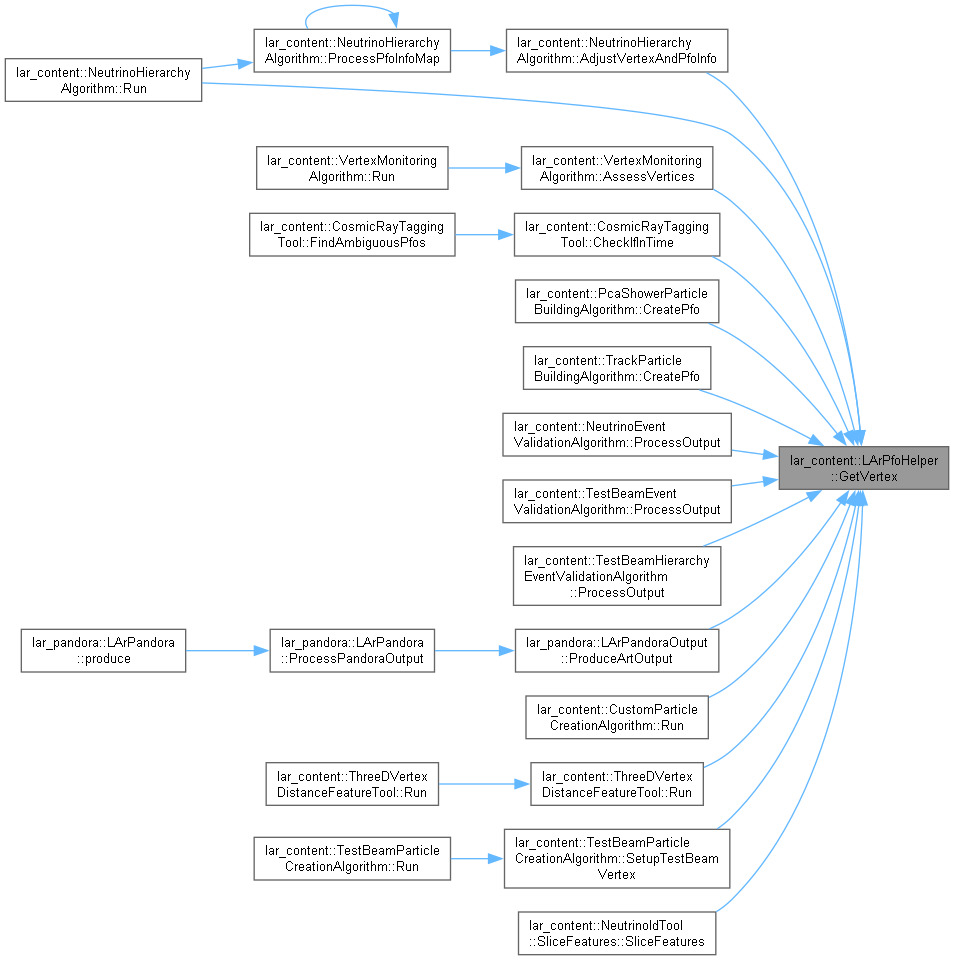 lar_content::NeutrinoHierarchy
Algorithm::ProcessPfoInfoMap
lar_content::NeutrinoHierarchy
Algorithm::AdjustVertexAndPfoInfo
lar_content::NeutrinoHierarchy
Algorithm::Run
lar_content::VertexMonitoring
Algorithm::Run
lar_content::VertexMonitoring
Algorithm::AssessVertices
lar_content::CosmicRayTagging
Tool::FindAmbiguousPfos
lar_content::CosmicRayTagging
Tool::CheckIfInTime
lar_content::PcaShowerParticle
BuildingAlgorithm::CreatePfo
lar_content::TrackParticle
BuildingAlgorithm::CreatePfo
lar_content::NeutrinoEvent
ValidationAlgorithm::ProcessOutput
lar_content::LArPfoHelper
::GetVertex
lar_content::TestBeamEvent
ValidationAlgorithm::ProcessOutput
lar_content::TestBeamHierarchy
EventValidationAlgorithm
::ProcessOutput
lar_pandora::LArPandora
::produce
lar_pandora::LArPandora
::ProcessPandoraOutput
lar_pandora::LArPandoraOutput
::ProduceArtOutput
lar_content::CustomParticle
CreationAlgorithm::Run
lar_content::ThreeDVertex
DistanceFeatureTool::Run
lar_content::ThreeDVertex
DistanceFeatureTool::Run
lar_content::TestBeamParticle
CreationAlgorithm::Run
lar_content::TestBeamParticle
CreationAlgorithm::SetupTestBeam
Vertex
lar_content::NeutrinoIdTool
::SliceFeatures::SliceFeatures